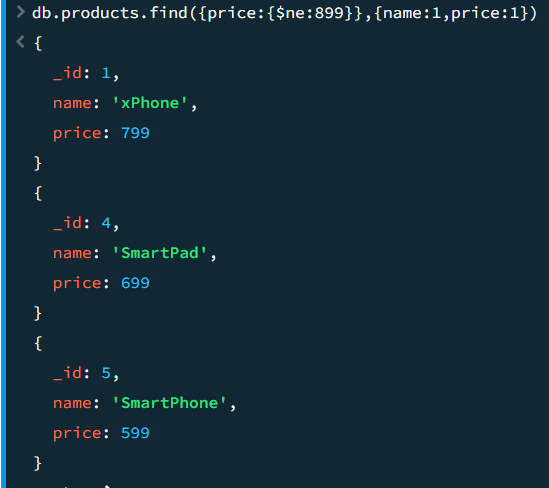 > db.products.find({price:{$ne:899}},{name:1,price:1})
< {
_id: 1,
name: 'xPhone',
price: 799
}
{
_id: 4,
name: 'SmartPad',
price: 699
}
{
_id: 5,
name: 'SmartPhone',
price: 599
}